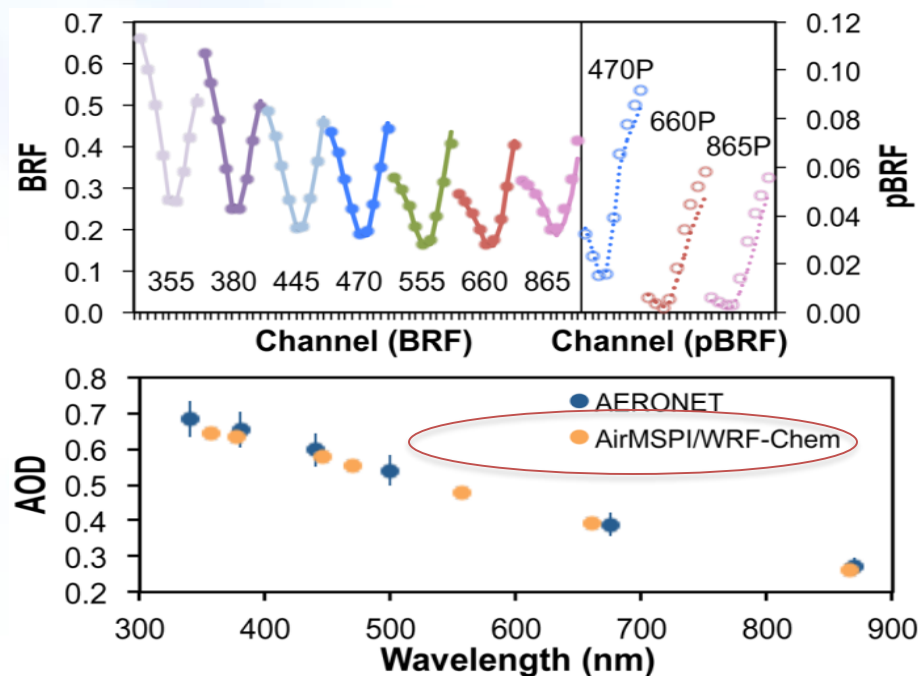 0.7
0.6
0.5
0.4
0.3
0.2
0.1
0.0
BRF
355 380 445 470 555 660 865
Channel (BRF)
470P
660P
865P
Channel (pBRF)
0.12
0.10
0.08
0.06
0.04
0.02
0.00
pBRF
0.8
0.7
0.6
0.5
0.4
0.3
0.2
AOD
AERONET
AirMSPI/WRF-Chem
300 400 500 600 700 800 900
Wavelength (nm)